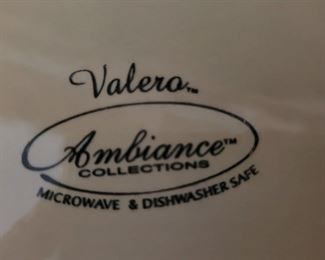 Valero™
Ambiance™
COLLECTIONS
MICROWAVE & DISHWASHER SAFE